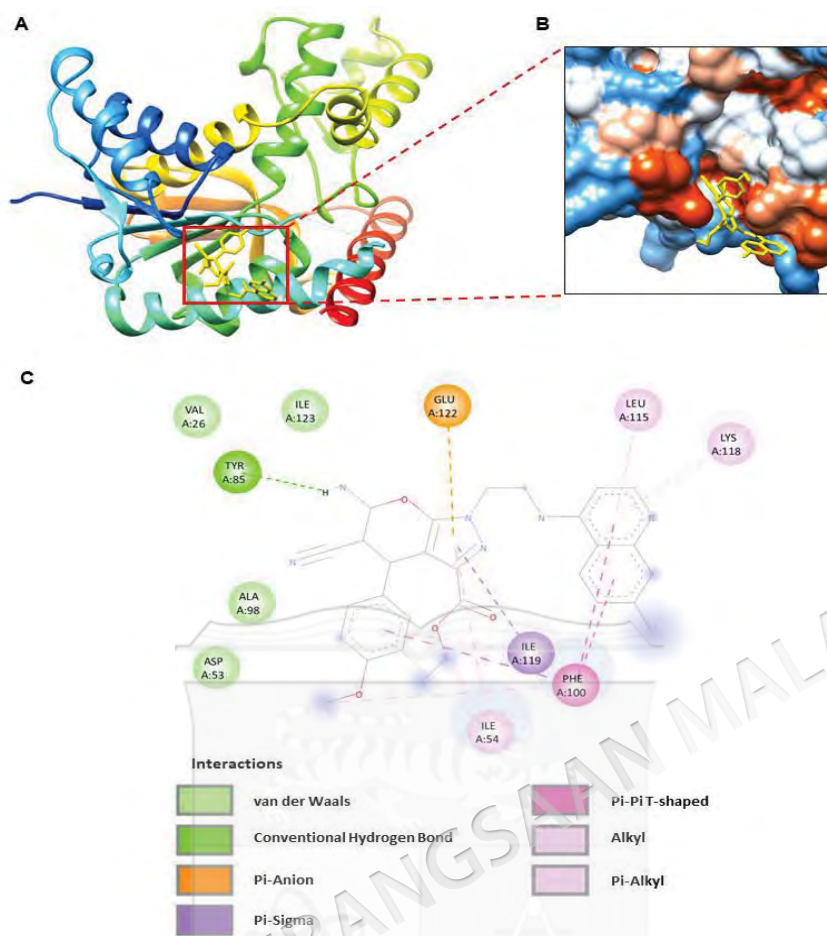 A
B
C
VAL
A:26
ILE
A:123
GLU
A:122
LEU
A:115
LYS
A:118
TYR
A:85
H
N
O
N
N
N
N
N
ALA
A:98
O
O
ILE
A:119
ASP
A:53
PHE
A:100
O
ILE
A:54
Interactions
van der Waals
Pi-Pi T-shaped
Conventional Hydrogen Bond
Alkyl
Pi-Anion
Pi-Alkyl
Pi-Sigma
PANGSAAN MALA